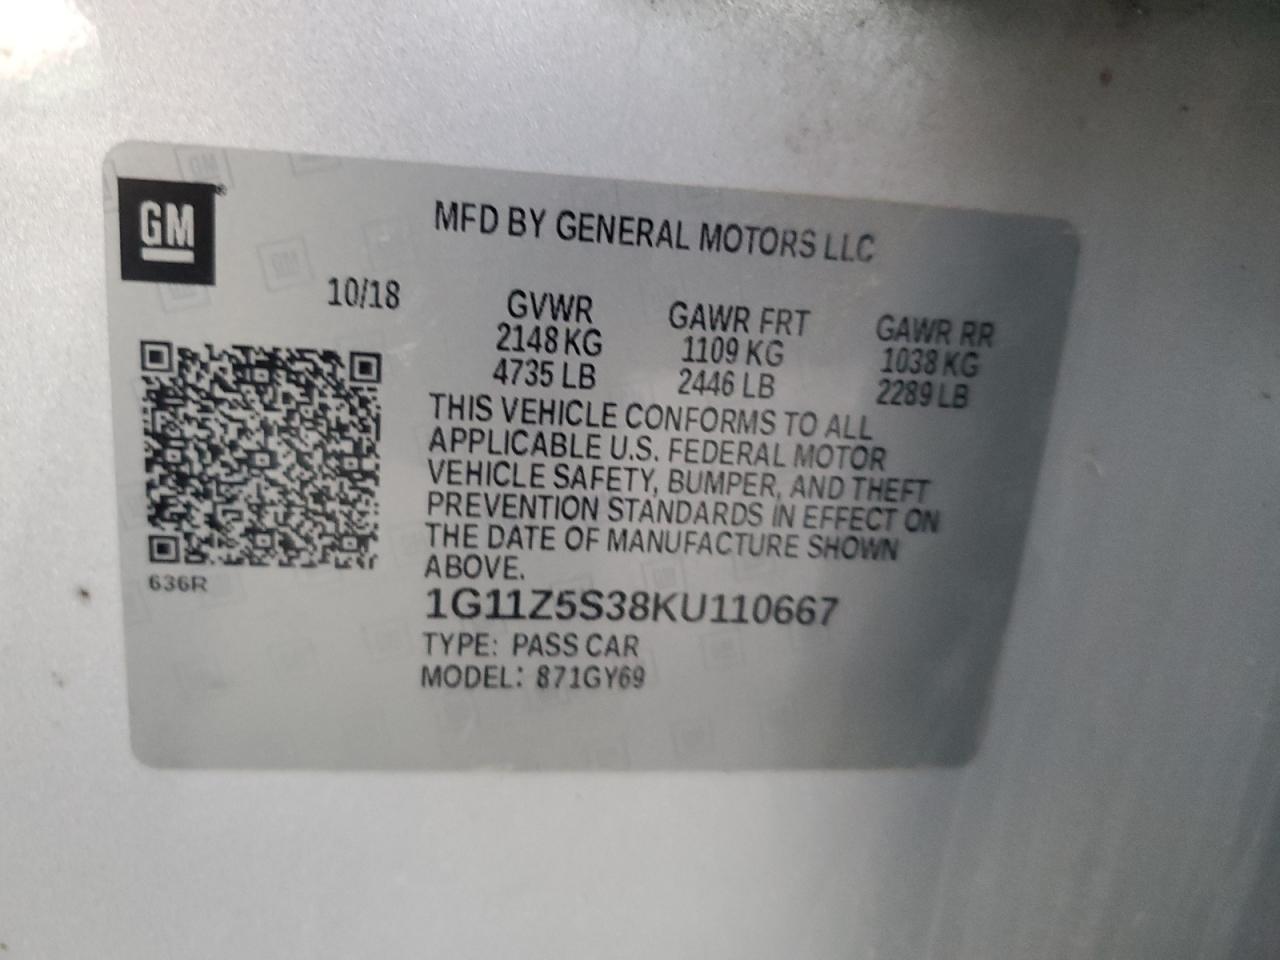 GM
MFD BY GENERAL MOTORS LLC
10/18
GVWR GAWR FRT GAWR RR
2148 KG 1109 KG 1038 KG
4735 LB 2446 LB 2289 LB
THIS VEHICLE CONFORMS TO ALL
APPLICABLE U.S. FEDERAL MOTOR
VEHICLE SAFETY, BUMPER, AND THEFT
PREVENTION STANDARDS IN EFFECT ON
THE DATE OF MANUFACTURE SHOWN
ABOVE.
636R
1G11Z5S38KU110667
TYPE: PASS CAR
MODEL: 871GY69